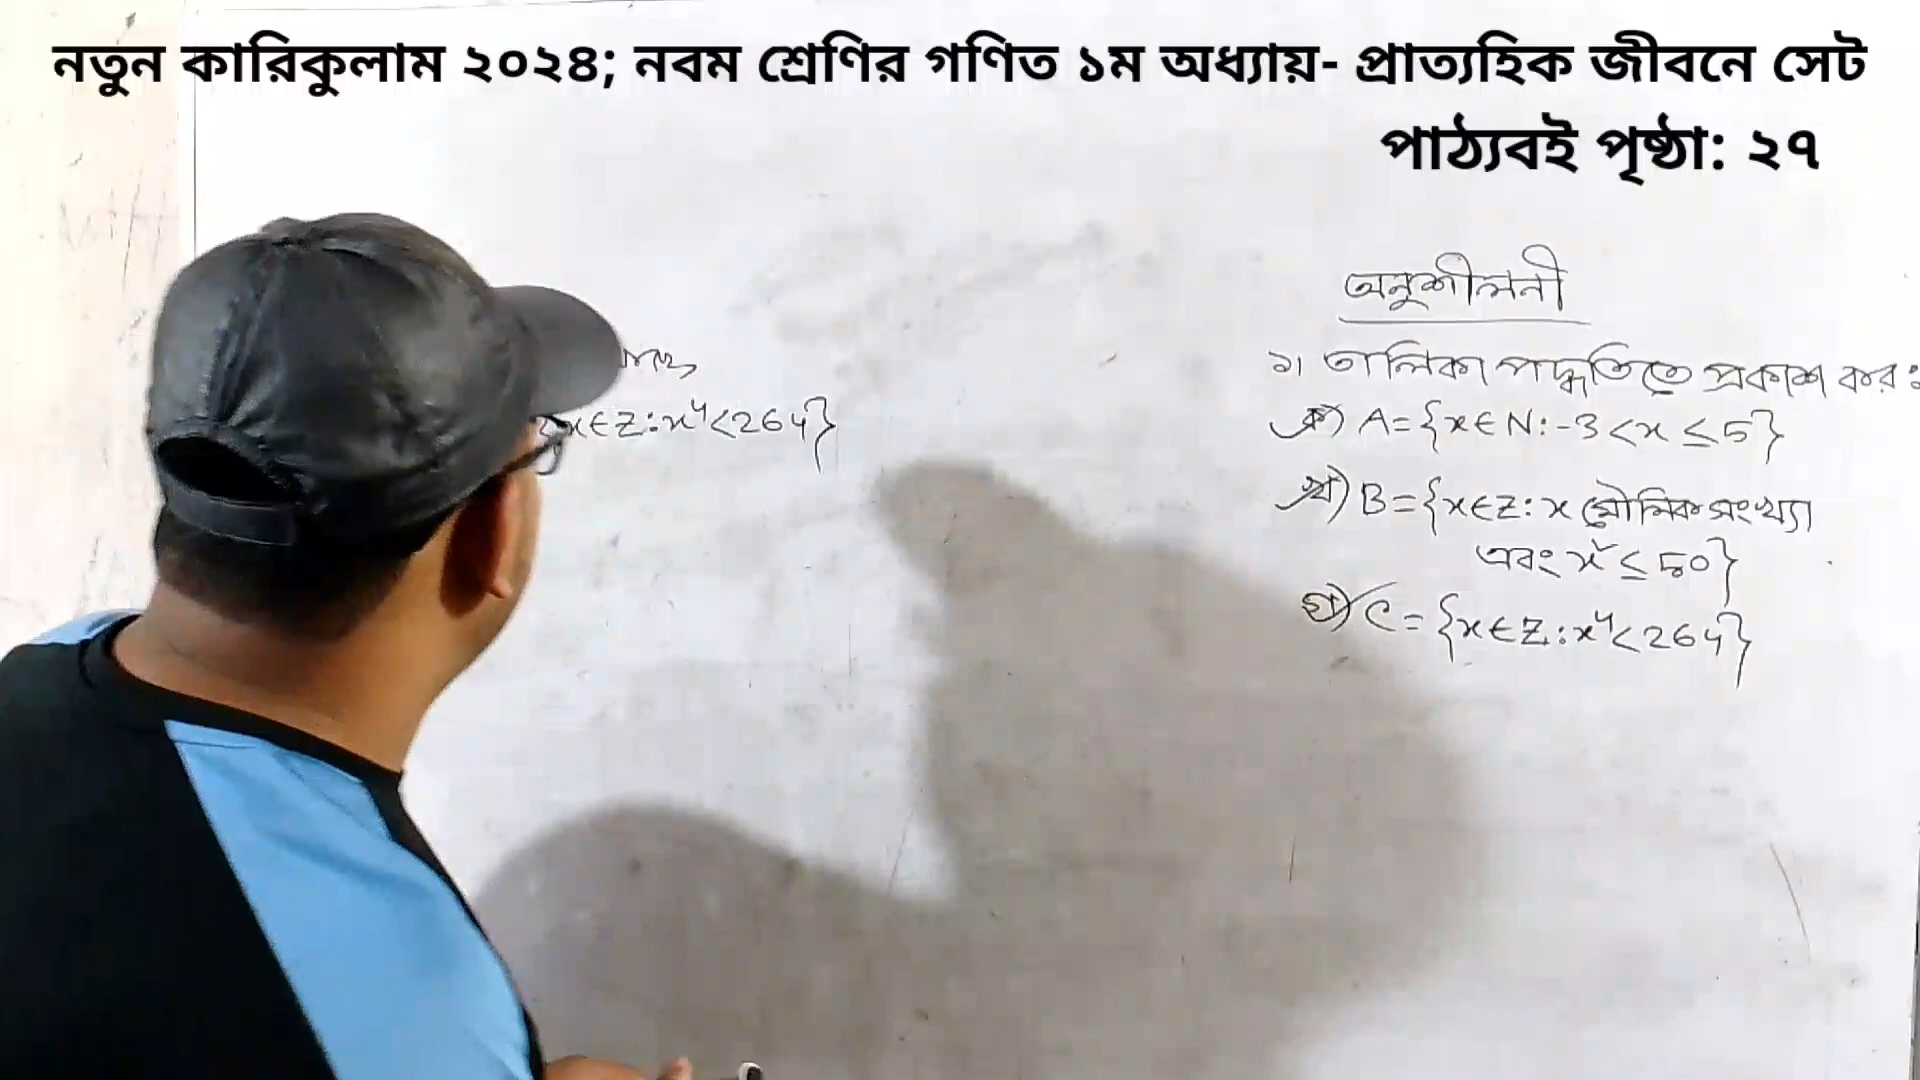 নতুন কারিকুলাম ২০২৪; নবম শ্রেণির গণিত ১ম অধ্যায়- প্রাত্যহিক জীবনে সেট
পাঠ্যবই পৃষ্ঠা: ২৭
অনুশীলনী
১। তালিকা পদ্ধতিতে প্রকাশ কর:
ক) A={x∈N:-3<x≤5}
খ) B={x∈Z: x মৌলিক সংখ্যা
এবং x²≤50}
গ) C={x∈Z:x⁴<264}
x∈Z:x⁴<264}